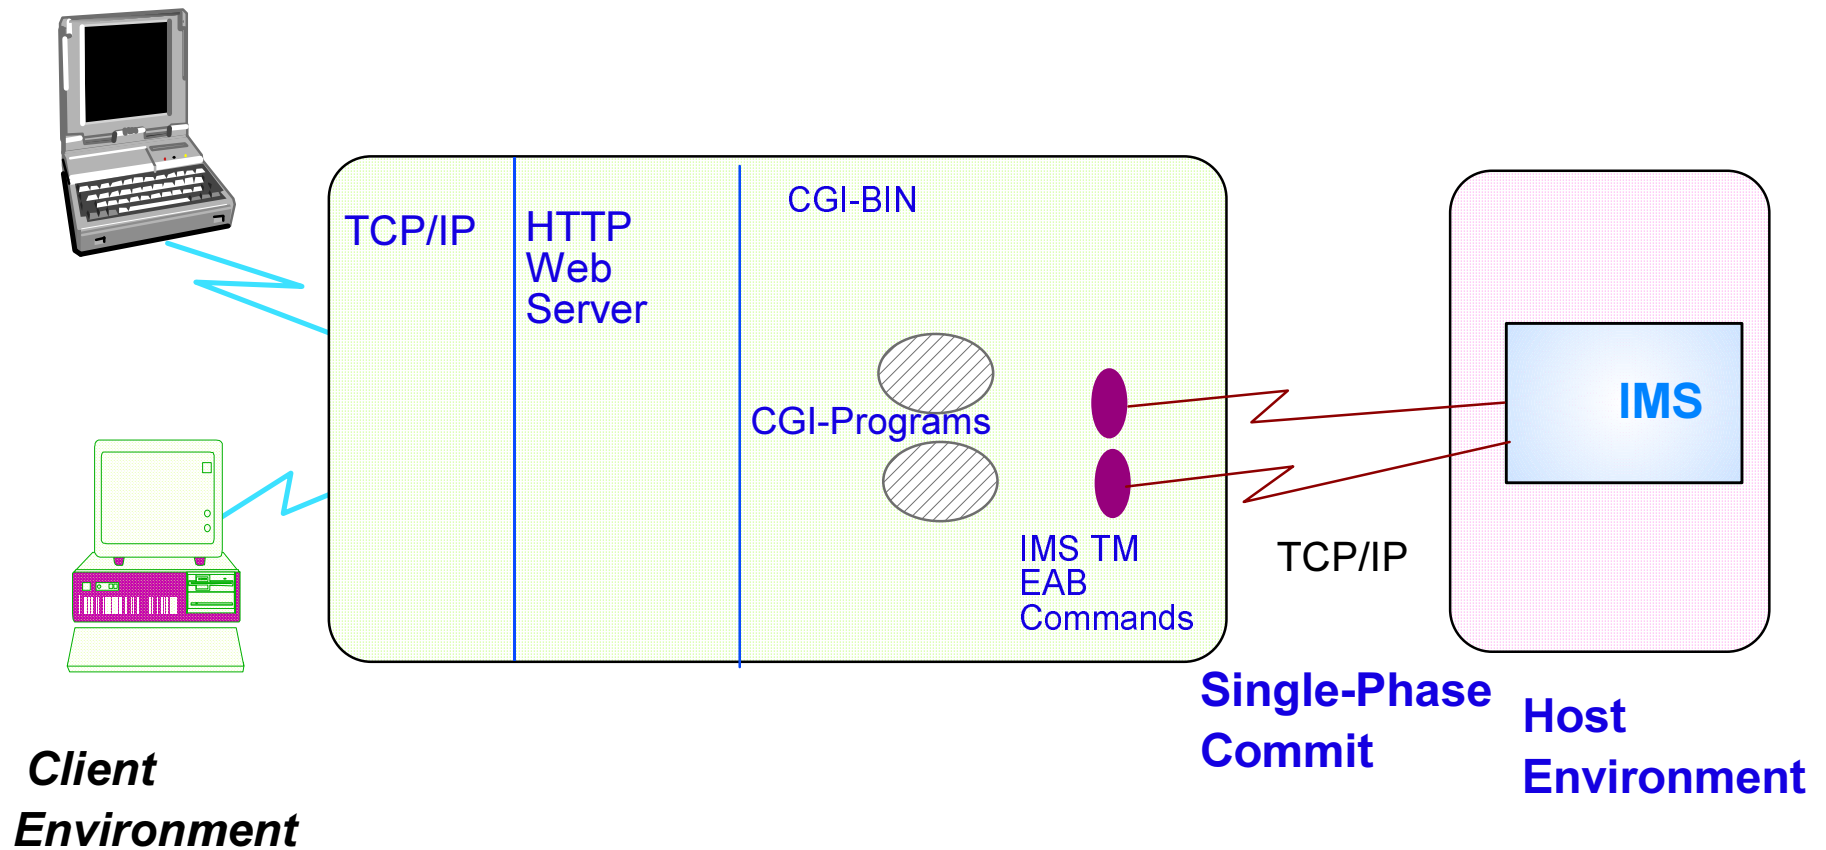 TCP/IP
HTTP
Web
Server
CGI-BIN
CGI-Programs
IMS TM
EAB
Commands
TCP/IP
IMS
Single-Phase
Commit
Host
Environment
Client
Environment